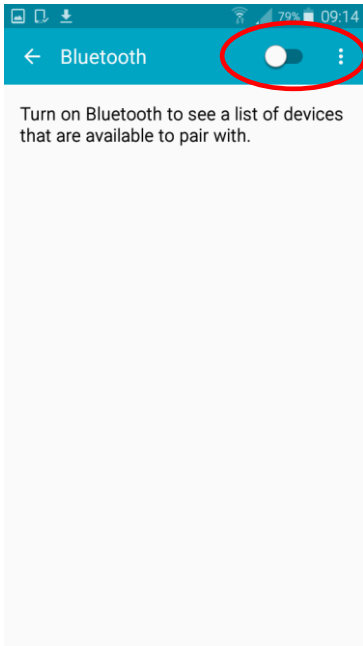 79% 09:14
Bluetooth
Turn on Bluetooth to see a list of devices
that are available to pair with.